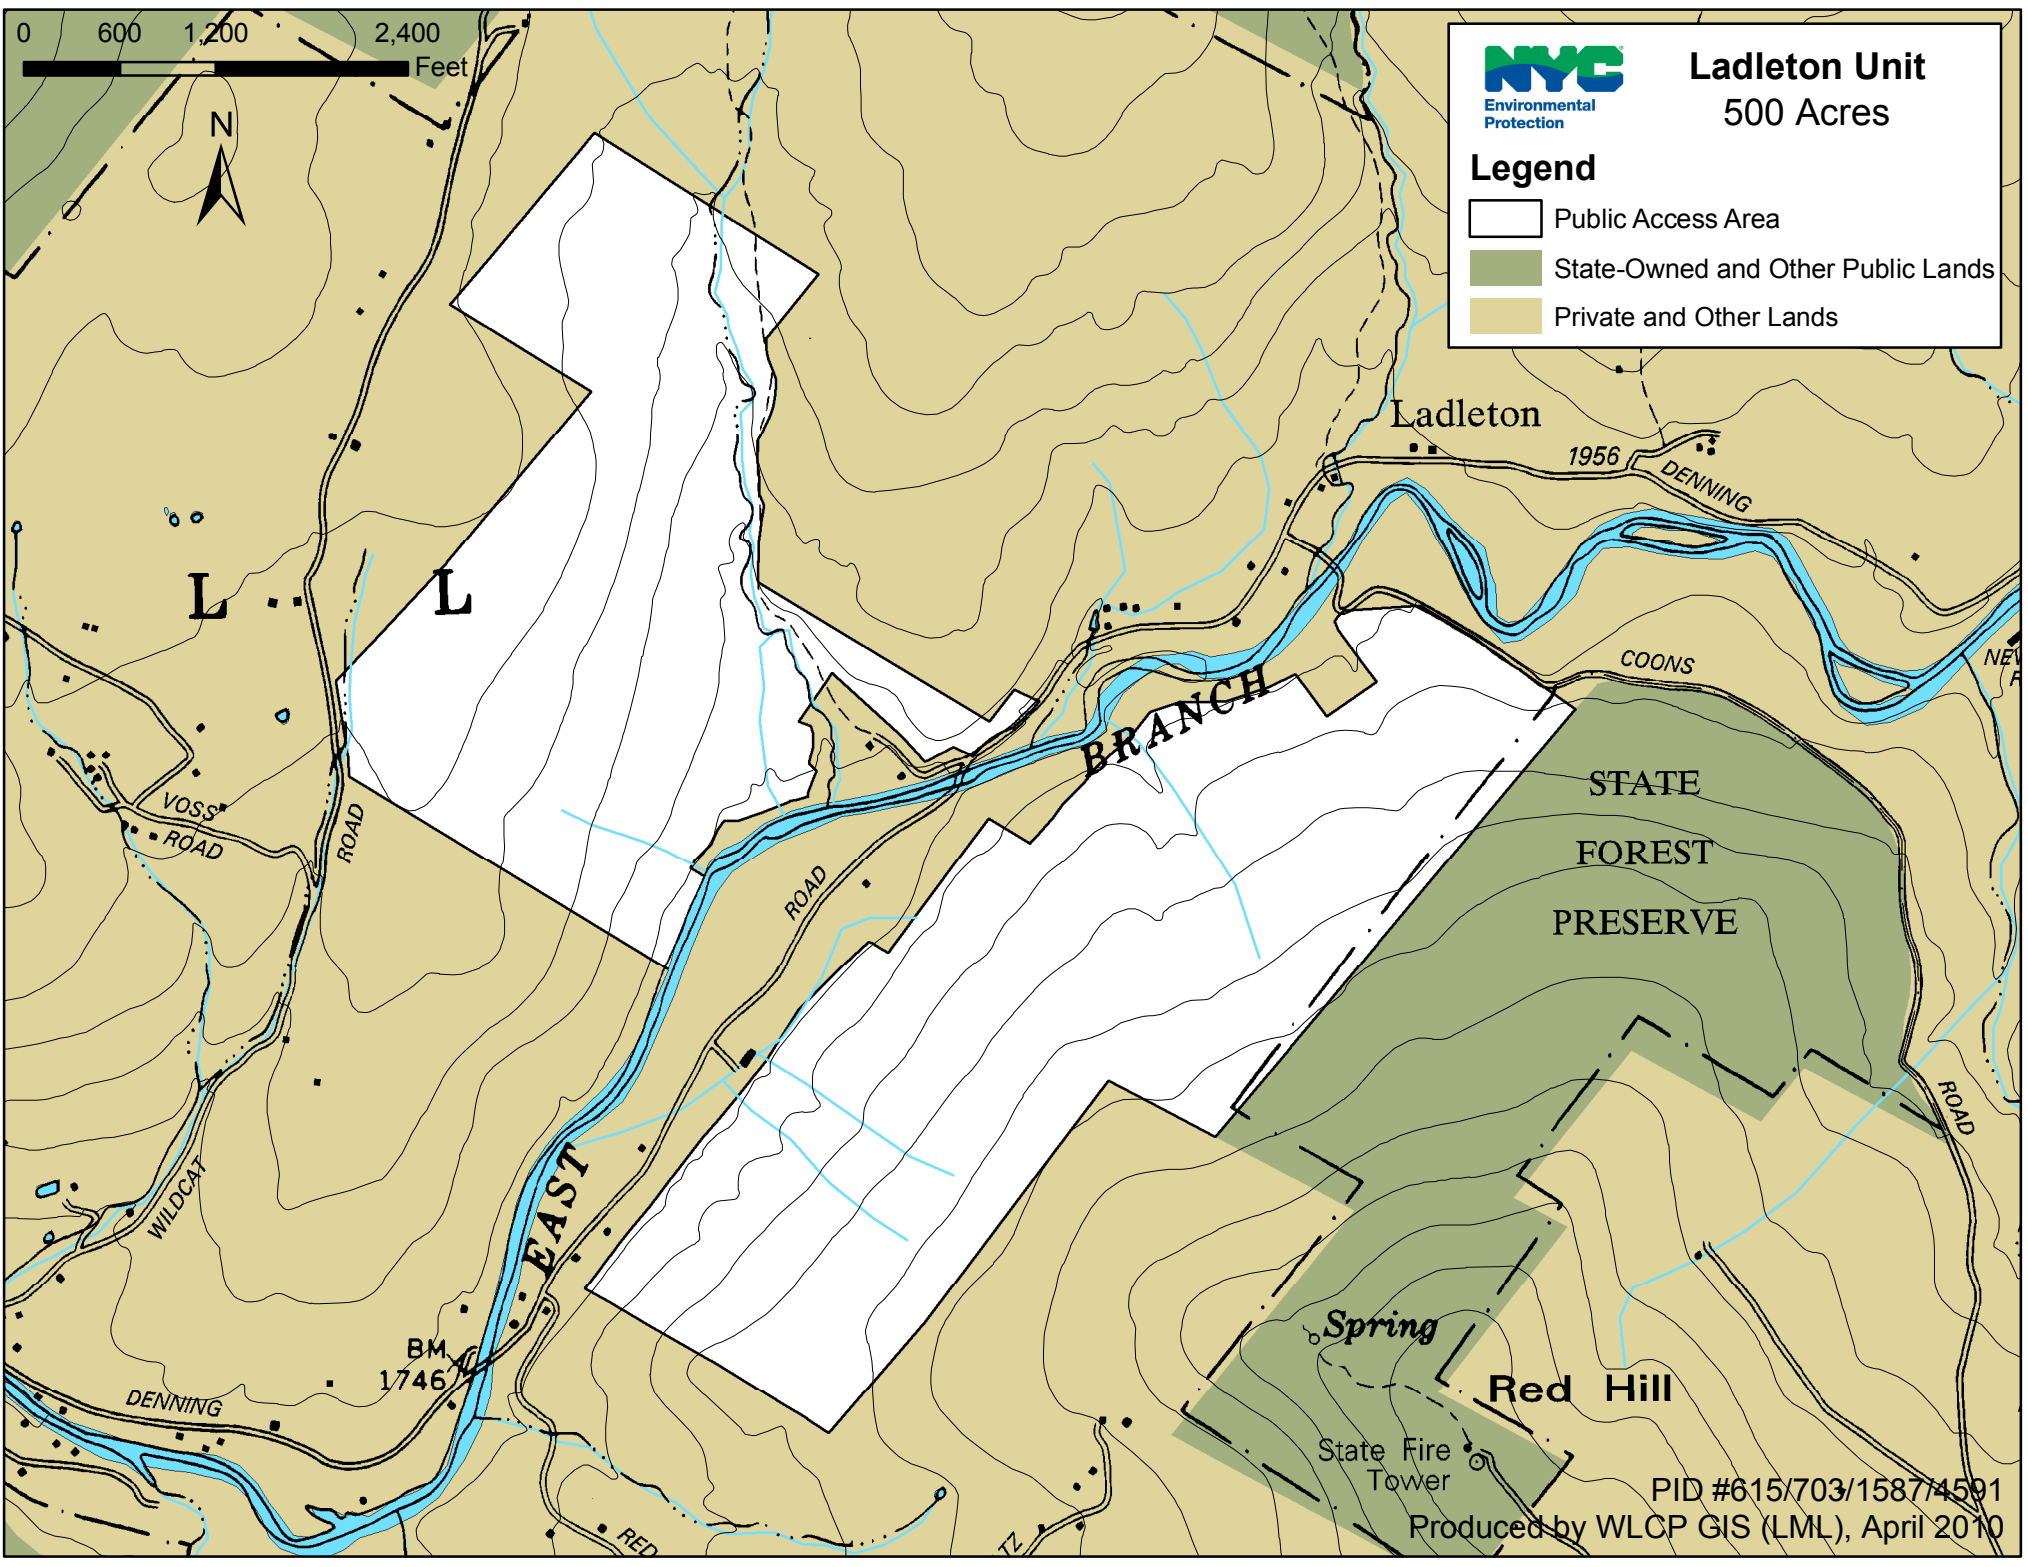 0 600 1,200 2,400
Feet
N
NYC
Environmental
Protection
Ladleton Unit
500 Acres
Legend
Public Access Area
State-Owned and Other Public Lands
Private and Other Lands
Ladleton
1956
DENNING
L L
COONS
NEW
BRANCH
STATE
FOREST
PRESERVE
VOSS
ROAD
ROAD
ROAD
ROAD
WILDCAT
EAST
BM
1746
DENNING
Spring
Red Hill
State Fire
Tower
RED
TZ
PID #615/703/1587/4591
Produced by WLCP GIS (LML), April 2010